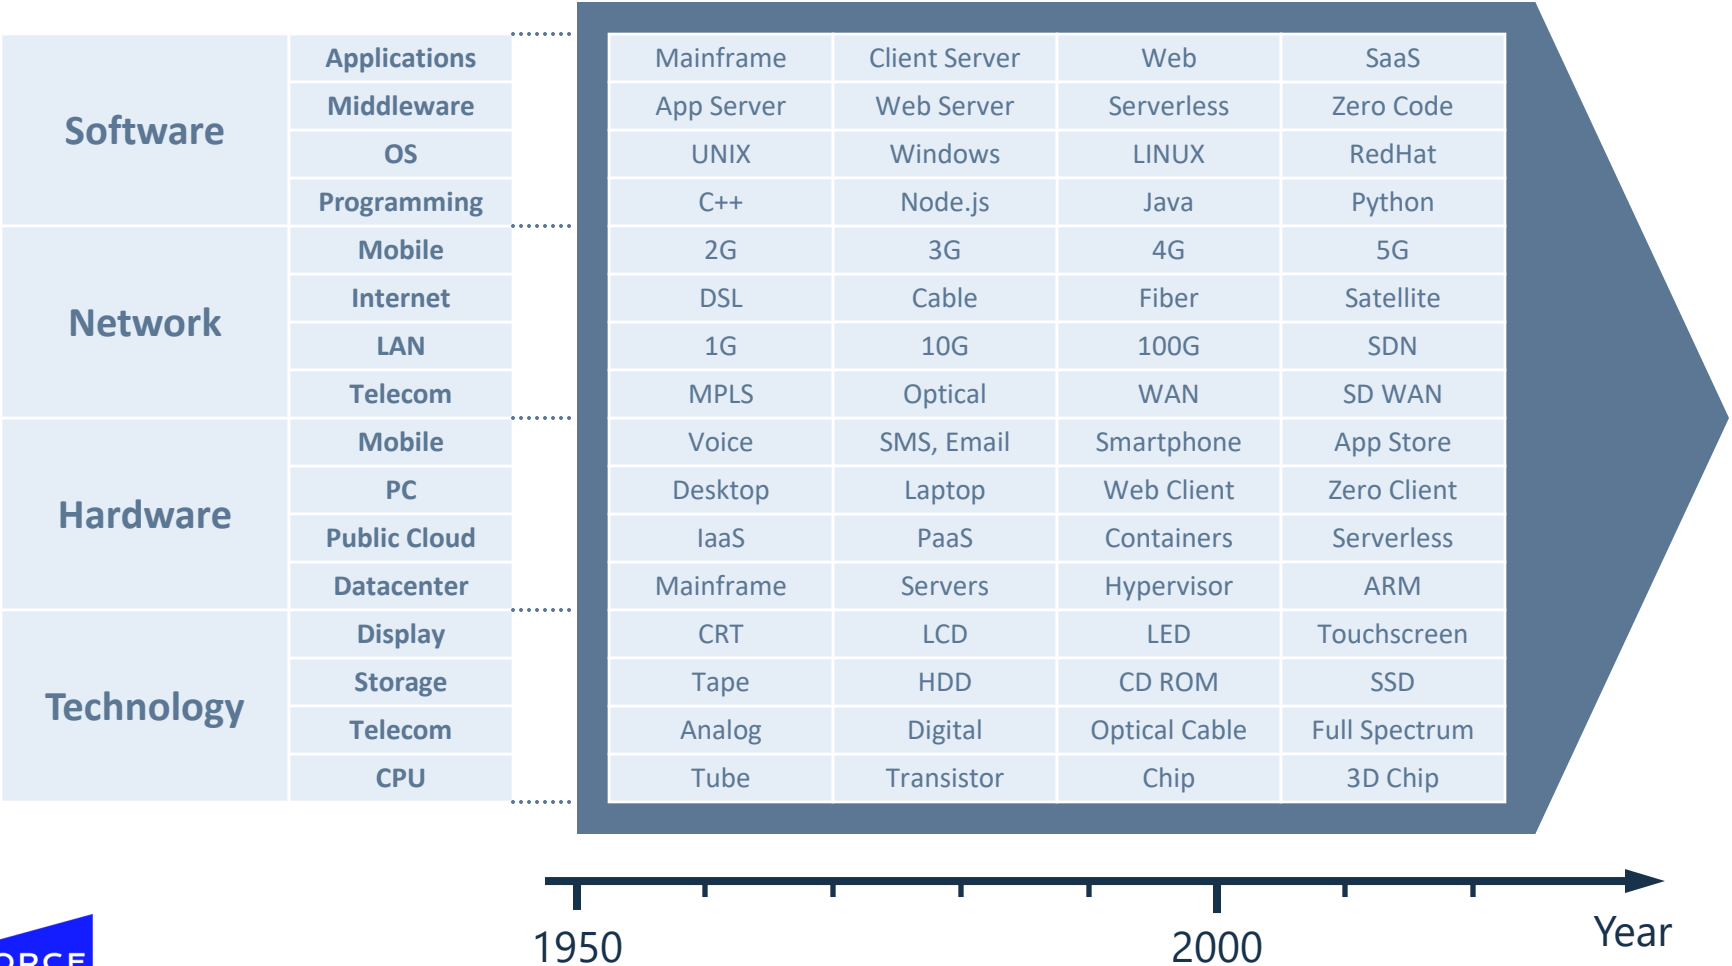 Applications Mainframe Client Server Web SaaS
Middleware App Server Web Server Serverless Zero Code
Software
OS UNIX Windows LINUX RedHat
Programming C++ Node.js Java Python
Mobile 2G 3G 4G 5G
Internet DSL Cable Fiber Satellite
Network
LAN 1G 10G 100G SDN
Telecom MPLS Optical WAN SD WAN
Mobile Voice SMS, Email Smartphone App Store
PC Desktop Laptop Web Client Zero Client
Hardware
Public Cloud IaaS PaaS Containers Serverless
Datacenter Mainframe Servers Hypervisor ARM
Display CRT LCD LED Touchscreen
Storage Tape HDD CD ROM SSD
Technology
Telecom Analog Digital Optical Cable Full Spectrum
CPU Tube Transistor Chip 3D Chip
1950 2000 Year